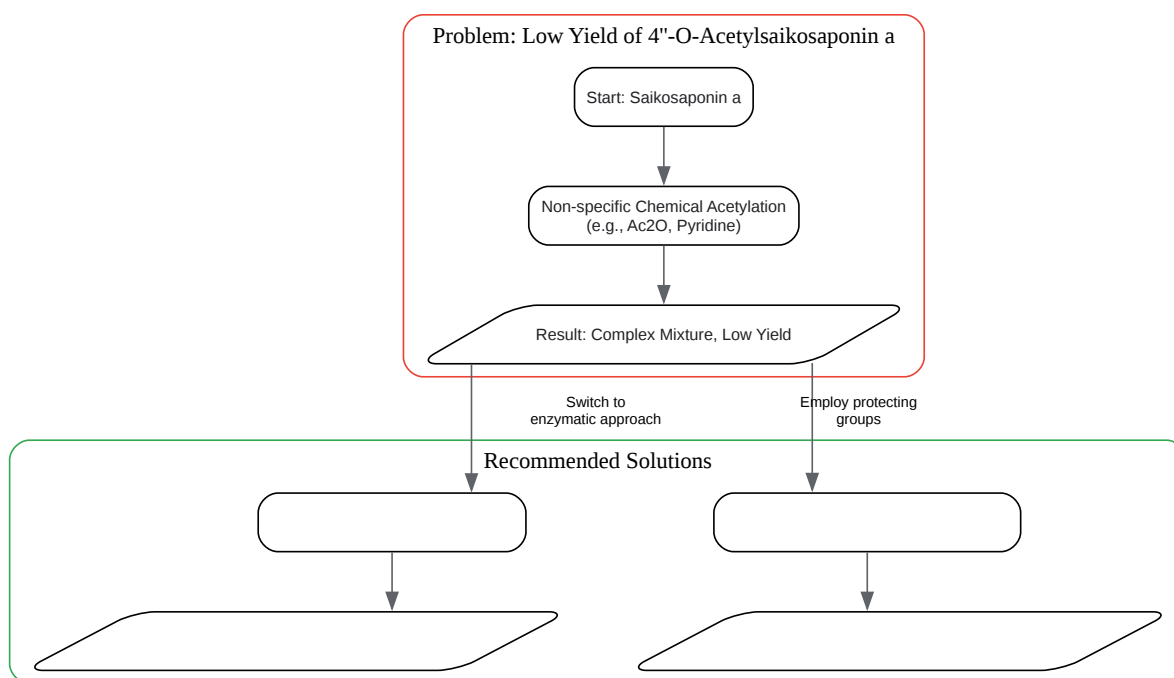 Problem: Low Yield of 4''-O-Acetylsaikosaponin a
Start: Saikosaponin a
Non-specific Chemical Acetylation
(e.g., Ac2O, Pyridine)
Result: Complex Mixture, Low Yield
Switch to
enzymatic approach
Employ protecting
groups
Recommended Solutions